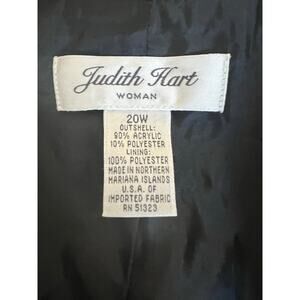 Judith Hart
WOMAN
20W
OUTSHELL:
90% ACRYLIC
10% POLYESTER
LINING:
100% POLYESTER
MADE IN NORTHERN
MARIANA ISLANDS
U.S.A. OF
IMPORTED FABRIC
RN 51323